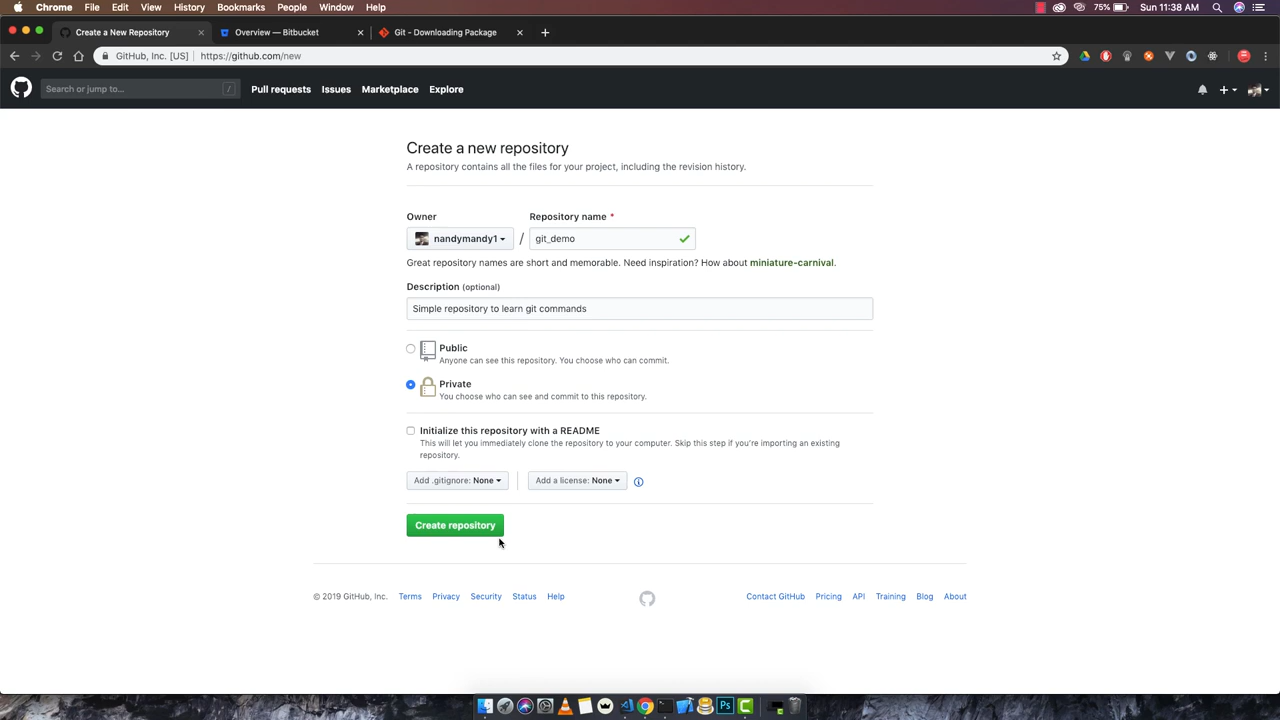 Chrome File Edit View History Bookmarks People Window Help 75% Sun 11:38 AM
Create a New Repository Overview — Bitbucket Git - Downloading Package
GitHub, Inc. [US] https://github.com/new
Search or jump to... / Pull requests Issues Marketplace Explore
Create a new repository
A repository contains all the files for your project, including the revision history.
Owner Repository name *
nandymandy1 / git_demo
Great repository names are short and memorable. Need inspiration? How about miniature-carnival.
Description (optional)
Simple repository to learn git commands
Public
Anyone can see this repository. You choose who can commit.
Private
You choose who can see and commit to this repository.
Initialize this repository with a README
This will let you immediately clone the repository to your computer. Skip this step if you're importing an existing
repository.
Add .gitignore: None Add a license: None
Create repository
© 2019 GitHub, Inc. Terms Privacy Security Status Help Contact GitHub Pricing API Training Blog About
Ps